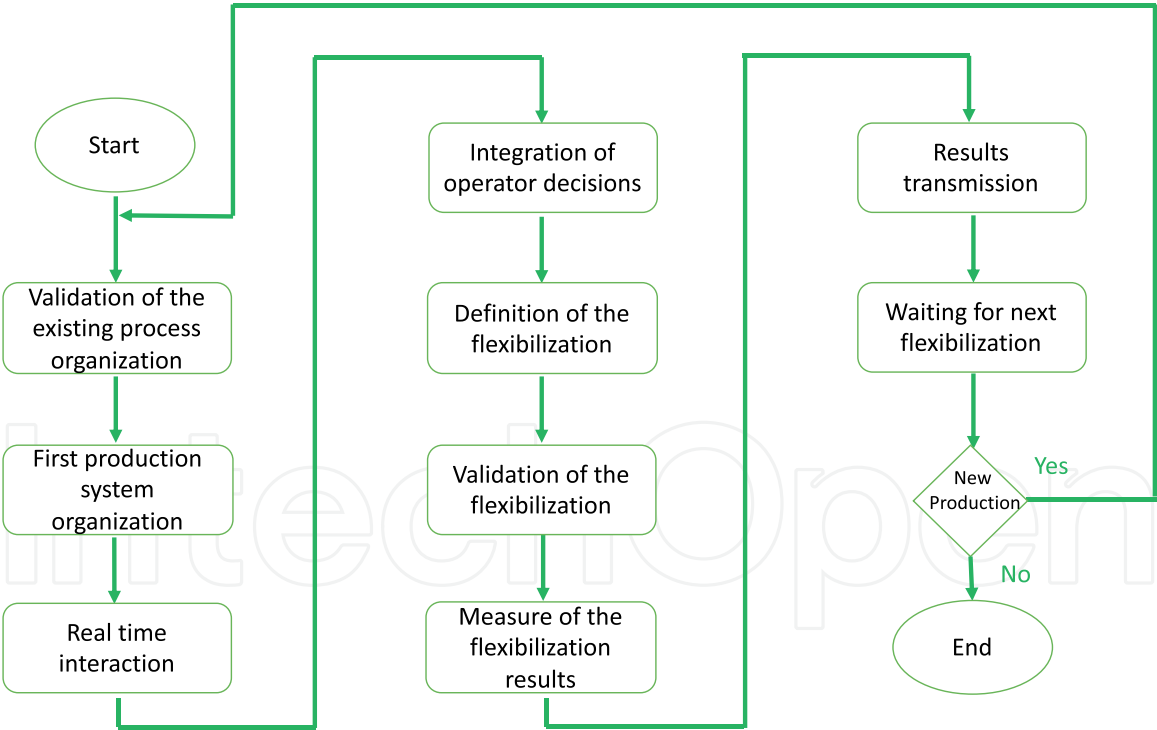 Start
Validation of the
existing process
organization
First production
system
organization
Real time
interaction
Integration of
operator decisions
Definition of the
flexibilization
Validation of the
flexibilization
Measure of the
flexibilization
results
Results
transmission
Waiting for next
flexibilization
New
Production
Yes
No
End
IntechOpen